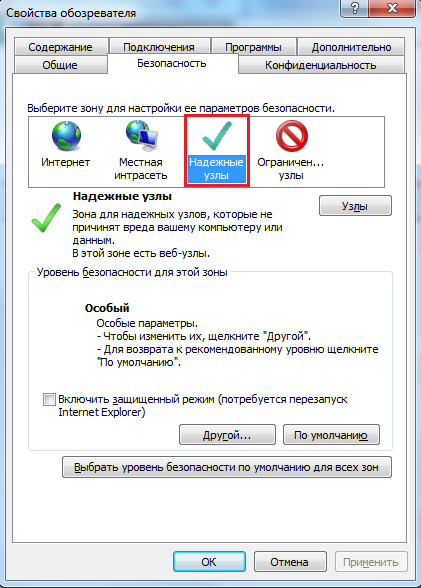 Свойства обозревателя
Содержание Подключения Программы Дополнительно
Общие Безопасность Конфиденциальность
Выберите зону для настройки ее параметров безопасности.
Интернет Местная интрасеть Надежные узлы Ограничен... узлы
Надежные узлы
Узлы
Зона для надежных узлов, которые не
причинят вреда вашему компьютеру или
данным.
В этой зоне есть веб-узлы.
Уровень безопасности для этой зоны
Особый
Особые параметры.
- Чтобы изменить их, щелкните "Другой".
- Для возврата к рекомендованному уровню щелкните
"По умолчанию".
Включить защищенный режим (потребуется перезапуск
Internet Explorer)
Другой... По умолчанию
Выбрать уровень безопасности по умолчанию для всех зон
ОК Отмена Применить